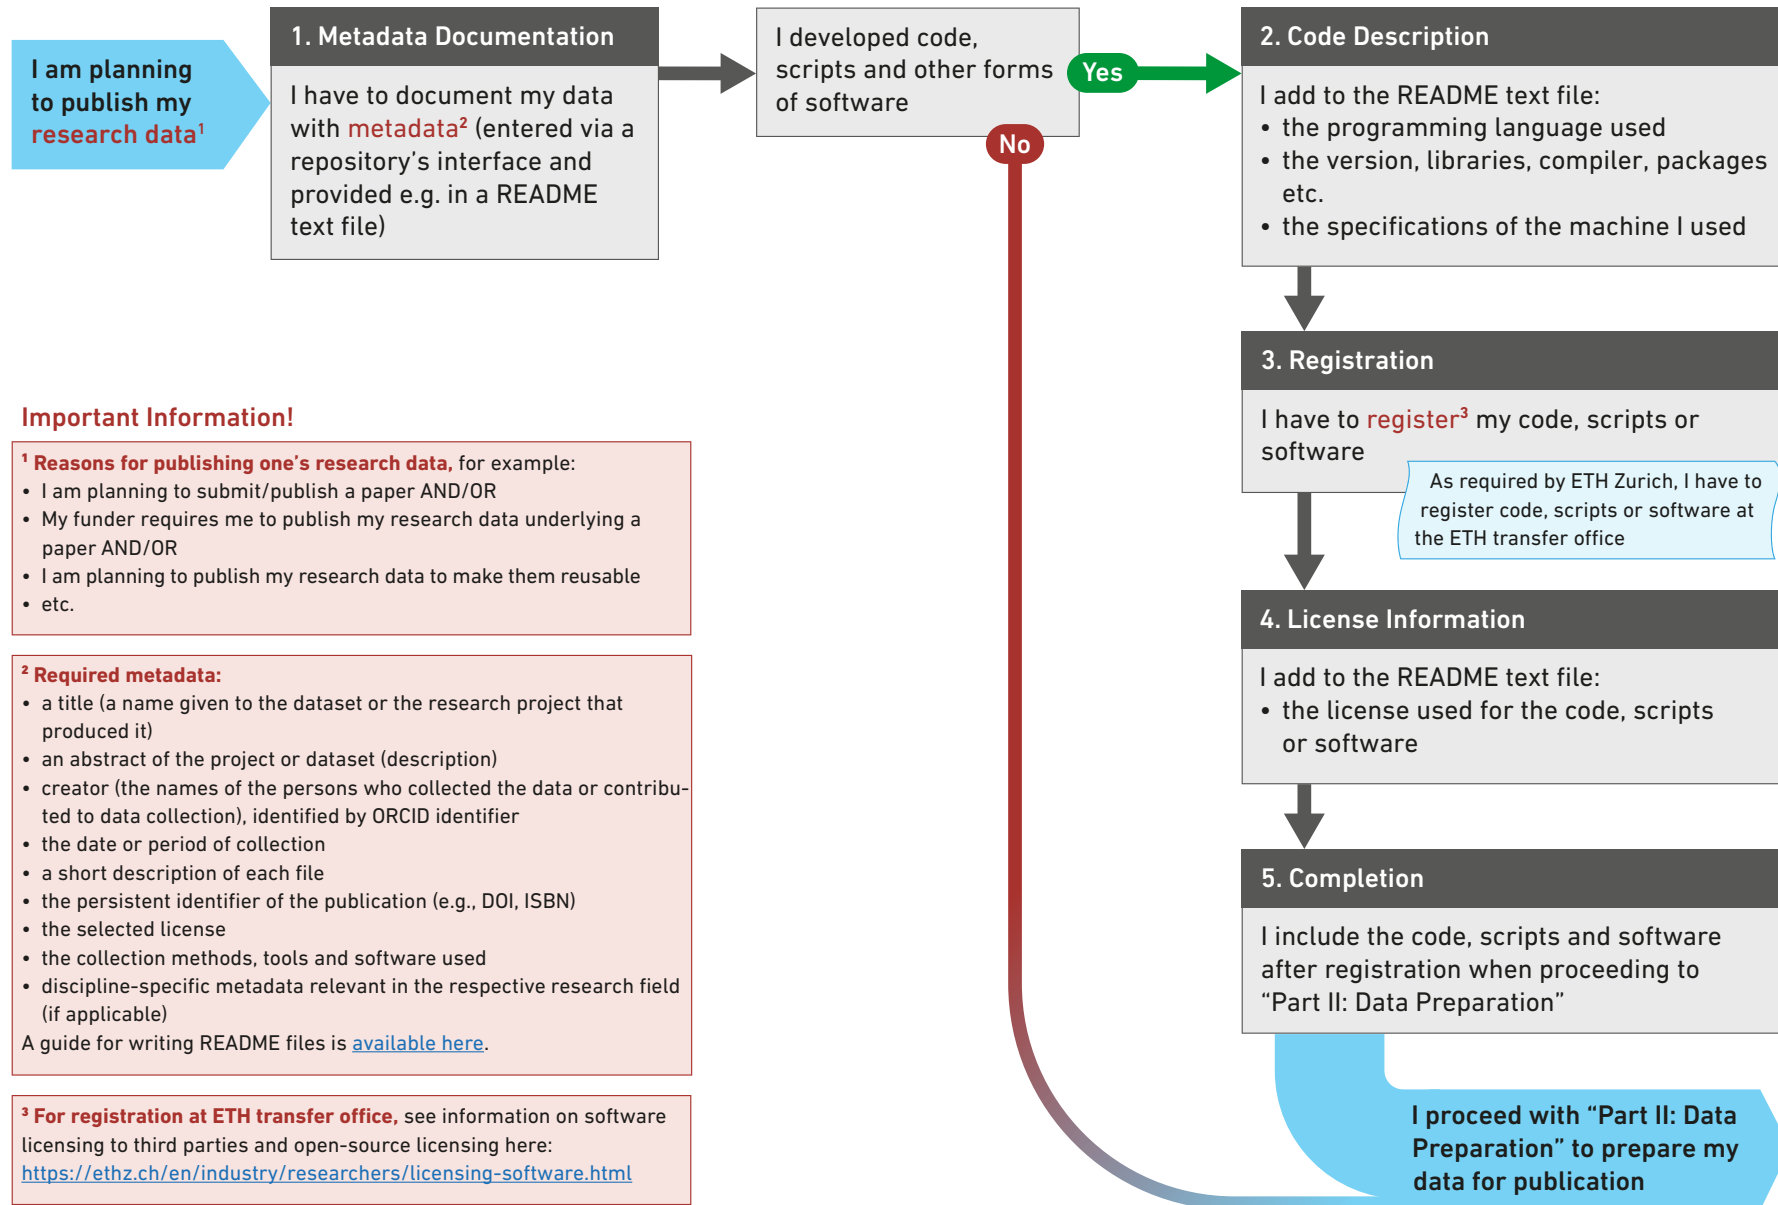 I am planning
to publish my
research data¹
1. Metadata Documentation
I have to document my data
with metadata² (entered via a
repository’s interface and
provided e.g. in a README
text file)
I developed code,
scripts and other forms
of software
Yes
No
2. Code Description
I add to the README text file:
• the programming language used
• the version, libraries, compiler, packages
etc.
• the specifications of the machine I used
3. Registration
I have to register³ my code, scripts or
software
As required by ETH Zurich, I have to
register code, scripts or software at
the ETH transfer office
4. License Information
I add to the README text file:
• the license used for the code, scripts
or software
5. Completion
I include the code, scripts and software
after registration when proceeding to
“Part II: Data Preparation”
I proceed with “Part II: Data
Preparation” to prepare my
data for publication
Important Information!
¹ Reasons for publishing one’s research data, for example:
• I am planning to submit/publish a paper AND/OR
• My funder requires me to publish my research data underlying a
paper AND/OR
• I am planning to publish my research data to make them reusable
• etc.
² Required metadata:
• a title (a name given to the dataset or the research project that
produced it)
• an abstract of the project or dataset (description)
• creator (the names of the persons who collected the data or contribu-
ted to data collection), identified by ORCID identifier
• the date or period of collection
• a short description of each file
• the persistent identifier of the publication (e.g., DOI, ISBN)
• the selected license
• the collection methods, tools and software used
• discipline-specific metadata relevant in the respective research field
(if applicable)
A guide for writing README files is available here.
³ For registration at ETH transfer office, see information on software
licensing to third parties and open-source licensing here:
https://ethz.ch/en/industry/researchers/licensing-software.html